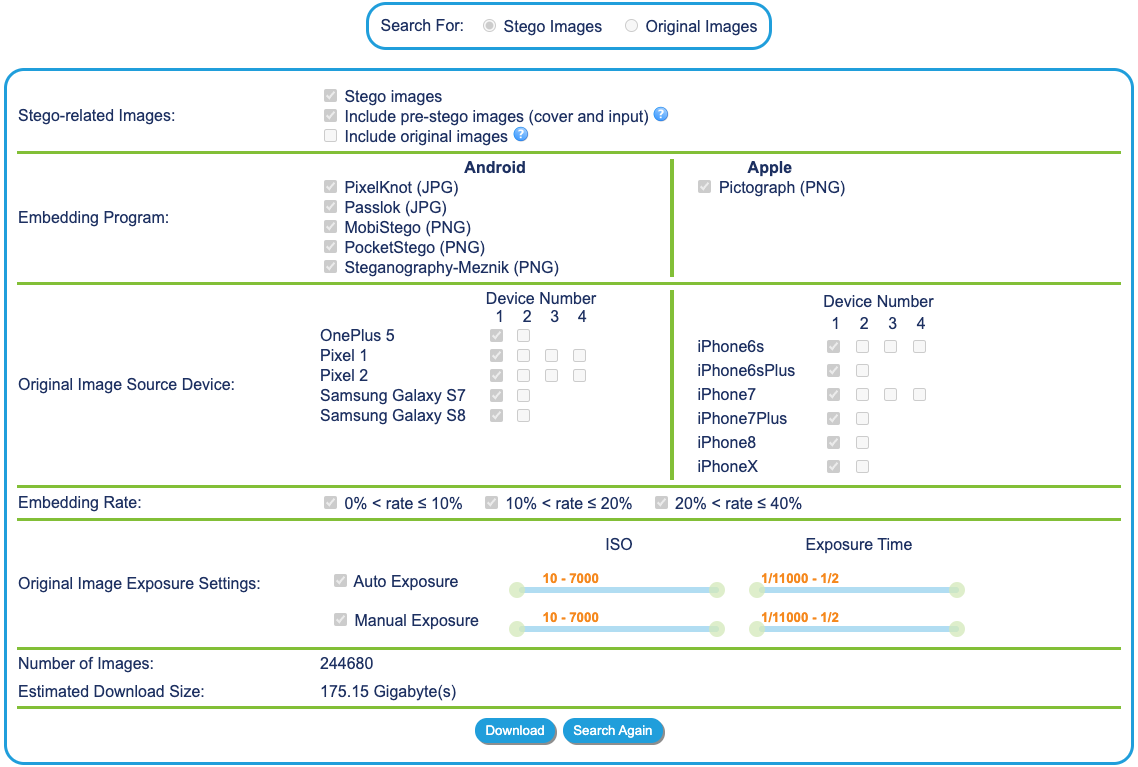 Search For: Stego Images Original Images
Stego-related Images:
Stego images
Include pre-stego images (cover and input) ?
Include original images ?
Embedding Program:
Android
PixelKnot (JPG)
Passlok (JPG)
MobiStego (PNG)
PocketStego (PNG)
Steganography-Meznik (PNG)
Apple
Pictograph (PNG)
Original Image Source Device:
Device Number
1 2 3 4
OnePlus 5
Pixel 1
Pixel 2
Samsung Galaxy S7
Samsung Galaxy S8
Device Number
1 2 3 4
iPhone6s
iPhone6sPlus
iPhone7
iPhone7Plus
iPhone8
iPhoneX
Embedding Rate: 0% < rate ≤ 10% 10% < rate ≤ 20% 20% < rate ≤ 40%
Original Image Exposure Settings:
ISO Exposure Time
Auto Exposure 10 - 7000 1/11000 - 1/2
Manual Exposure 10 - 7000 1/11000 - 1/2
Number of Images: 244680
Estimated Download Size: 175.15 Gigabyte(s)
Download Search Again